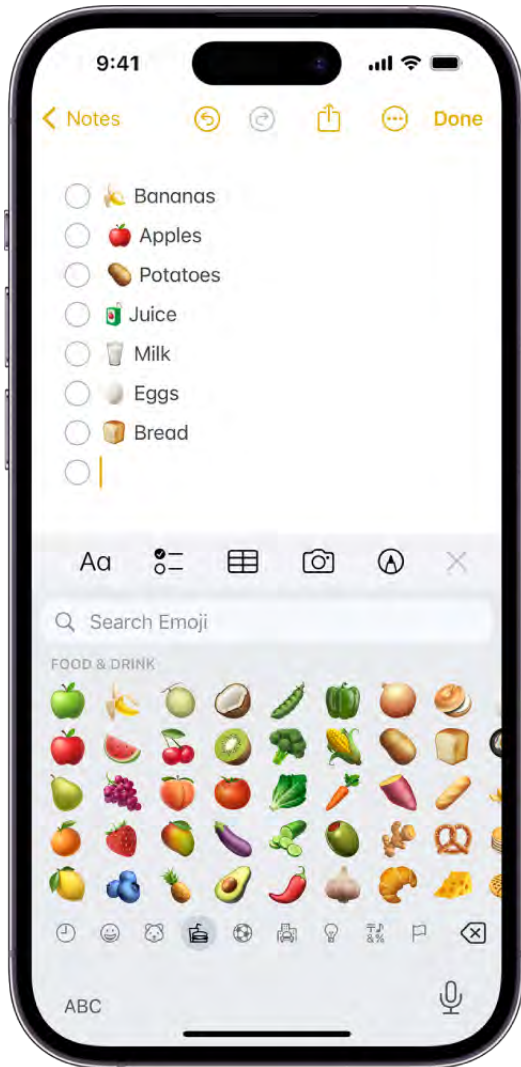 9:41
Notes Done
Bananas
Apples
Potatoes
Juice
Milk
Eggs
Bread
Aa
Search Emoji
FOOD & DRINK
ABC